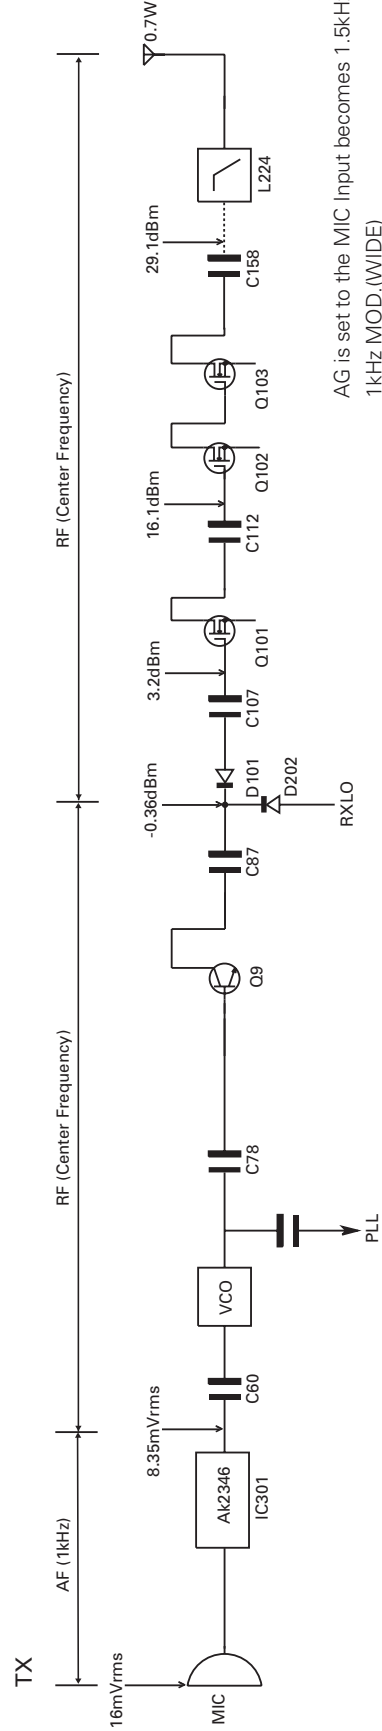 TX
AF (1kHz)
RF (Center Frequency)
RF (Center Frequency)
16mVrms
8.35mVrms
-0.36dBm
3.2dBm
16.1dBm
29.1dBm
0.7W
MIC
Ak2346
IC301
C60
VCO
PLL
C78
Q9
C87
D101
D202
RXLO
C107
Q101
C112
Q102
Q103
C158
L224
AG is set to the MIC Input becomes 1.5kH
1kHz MOD.(WIDE)